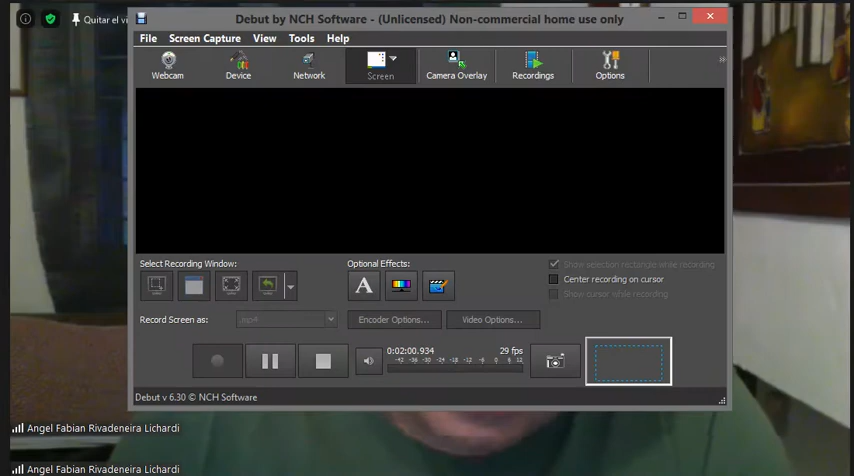 Quitar el vi
Debut by NCH Software - (Unlicensed) Non-commercial home use only
File Screen Capture View Tools Help
Webcam Device Network Screen Camera Overlay Recordings Options
Select Recording Window:
Optional Effects:
Show selection rectangle while recording
Center recording on cursor
Show cursor while recording
Record Screen as: .mp4 Encoder Options... Video Options...
0:02:00.934 29 fps
-42 -36 -30 -24 -18 -12 -6 0 6 12
Debut v 6.30 © NCH Software
Angel Fabian Rivadeneira Lichardi
Angel Fabian Rivadeneira Lichardi